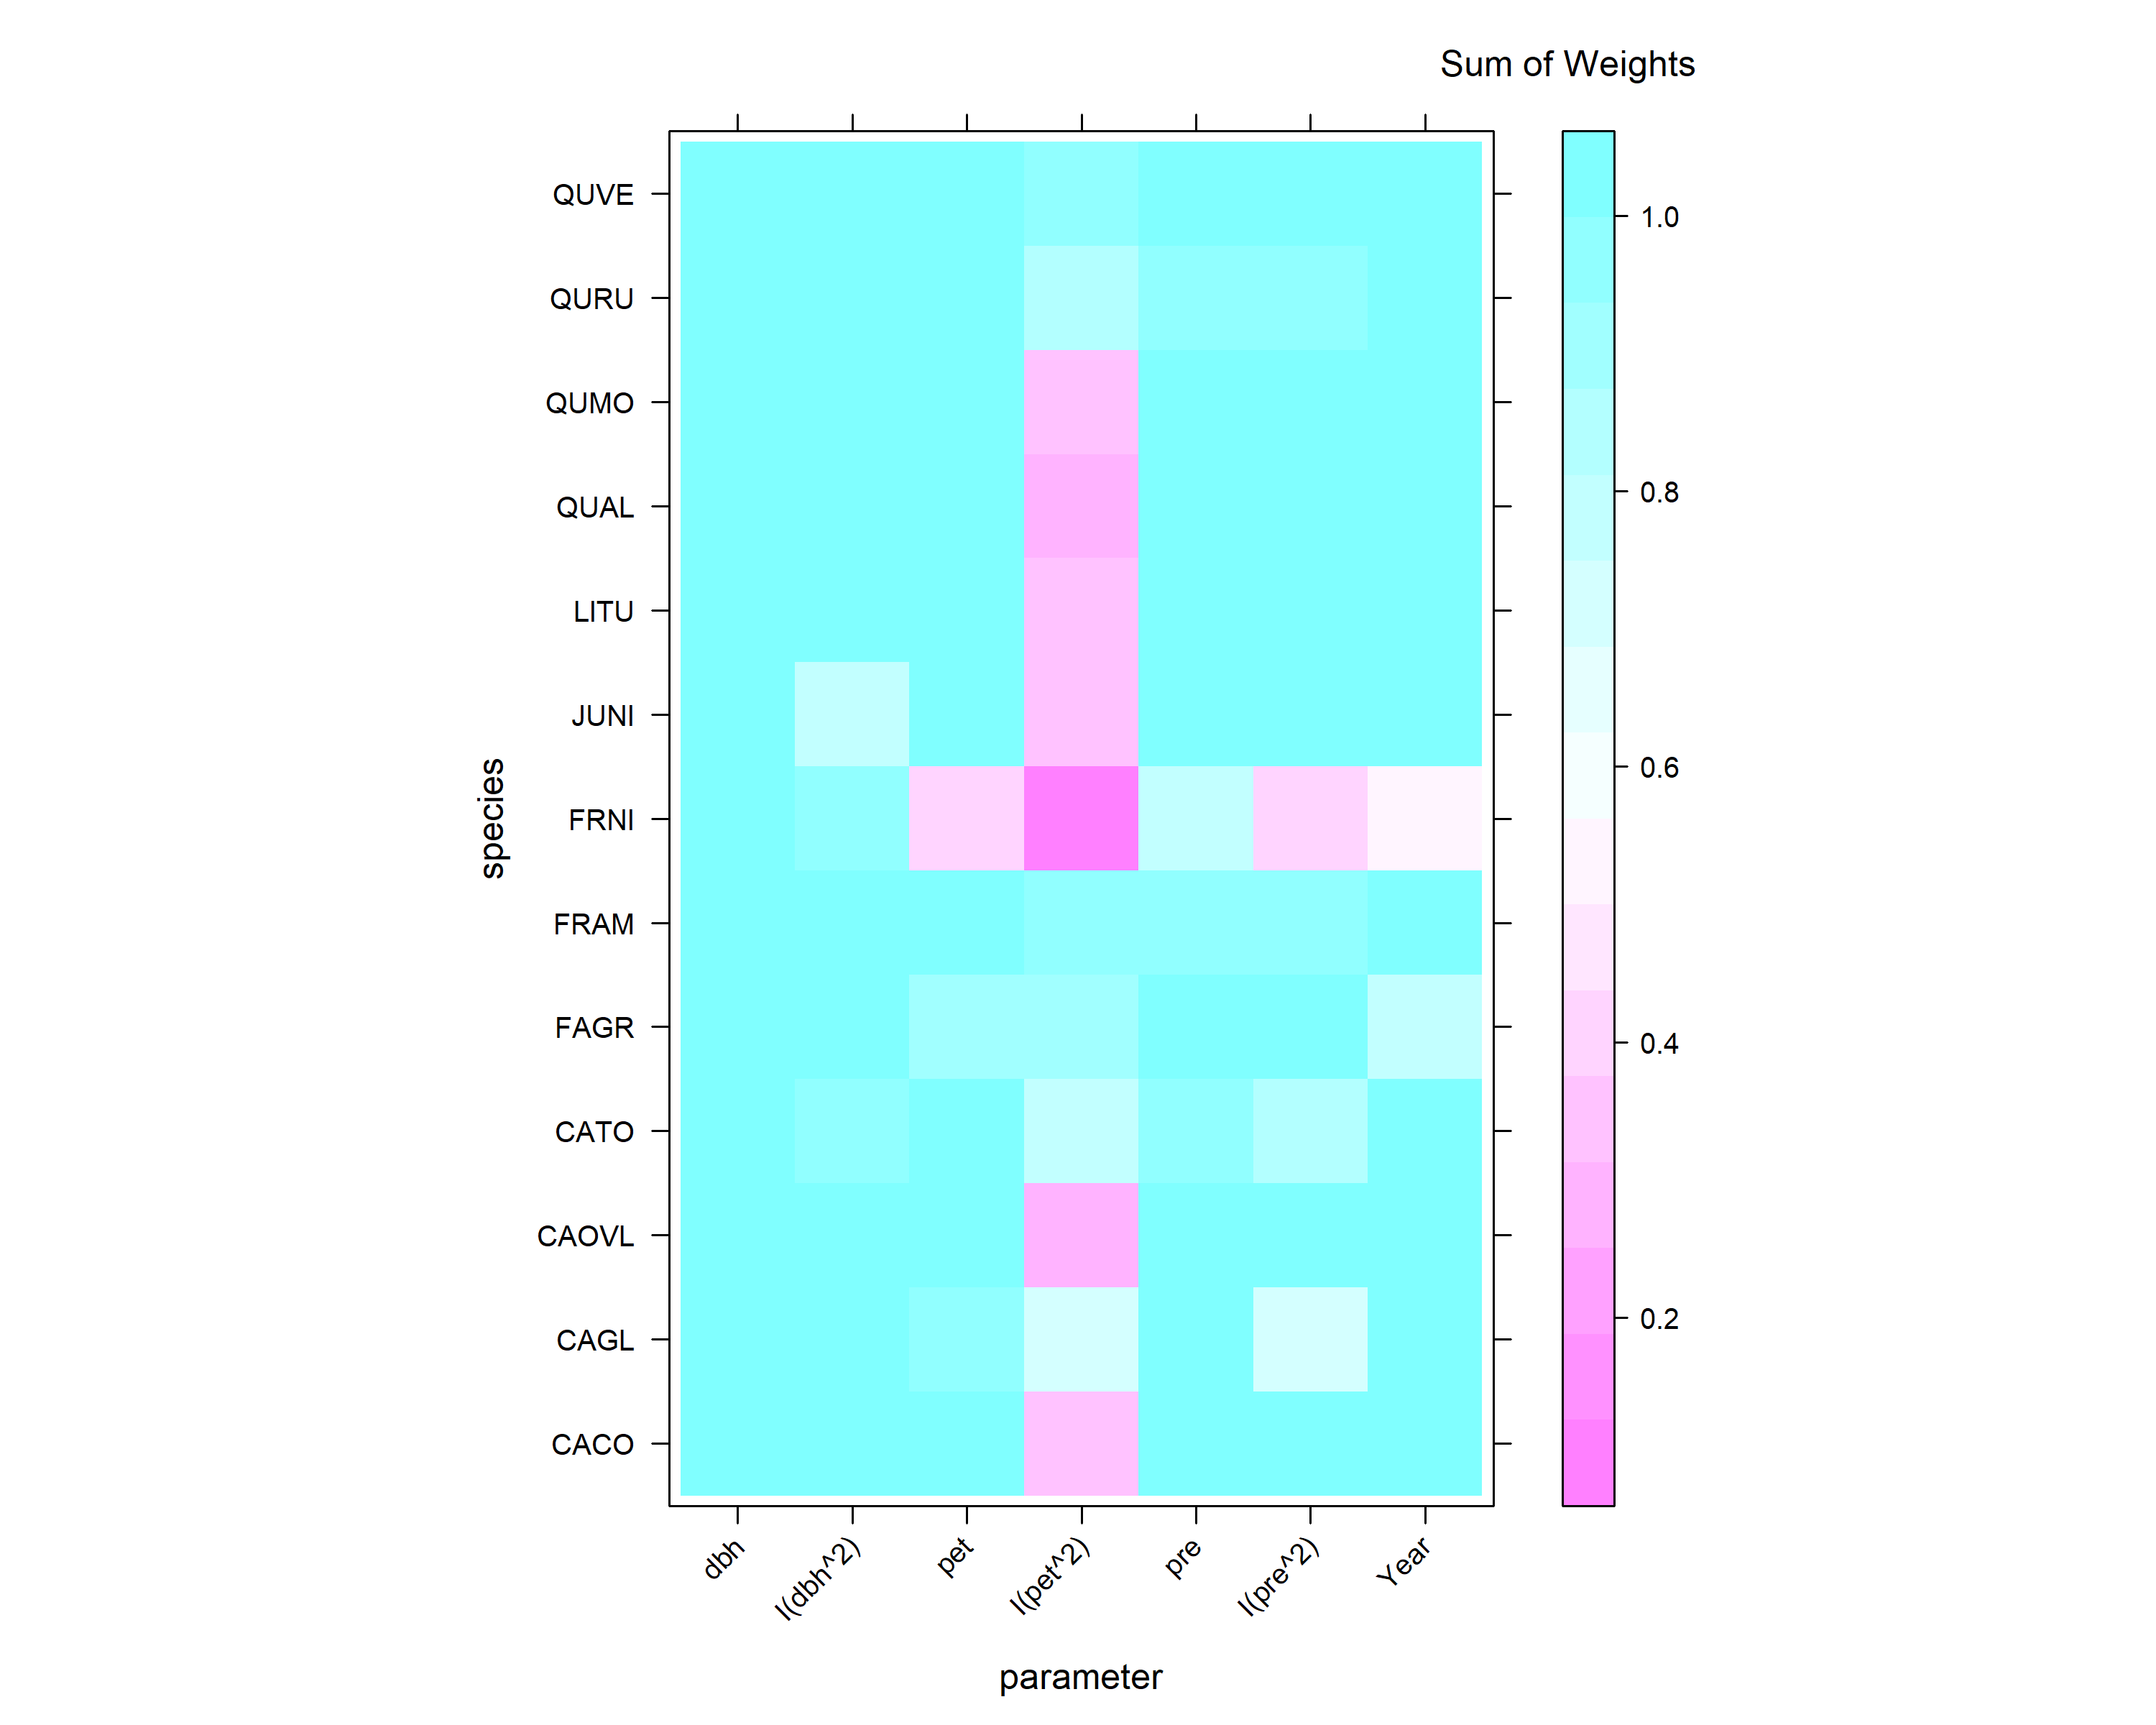 Sum of Weights
QUVE
QURU
QUMO
QUAL
LITU
JUNI
FRNI
FRAM
FAGR
CATO
CAOVL
CAGL
CACO
species
dbh
I(dbh^2)
pet
I(pet^2)
pre
I(pre^2)
Year
parameter
1.0
0.8
0.6
0.4
0.2